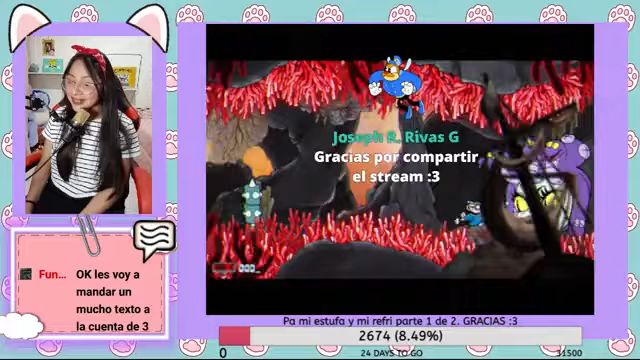 Joseph R. Rivas G
Gracias por compartir
el stream :3
Fun... OK les voy a
mandar un
mucho texto a
la cuenta de 3
Pa mi estufa y mi refri parte 1 de 2. GRACIAS :3
2674 (8.49%)
0 24 DAYS TO GO 31500